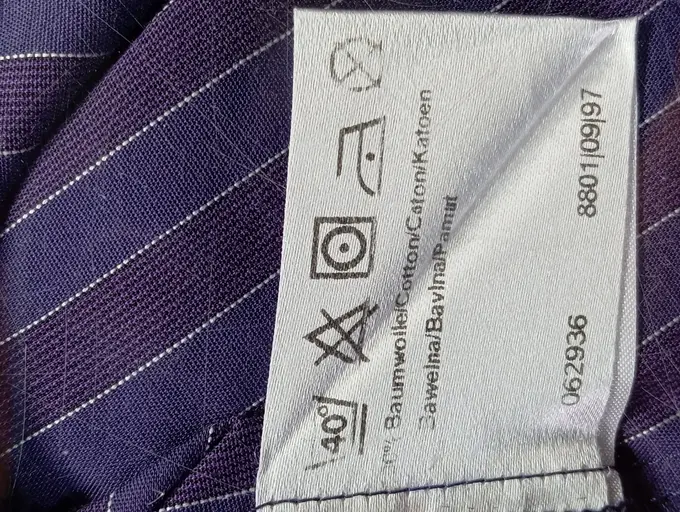 40°
Baumwolle/Cotton/Coton/Katoen
Bawełna/Bavlna/Pamut
062936
8801/09/97